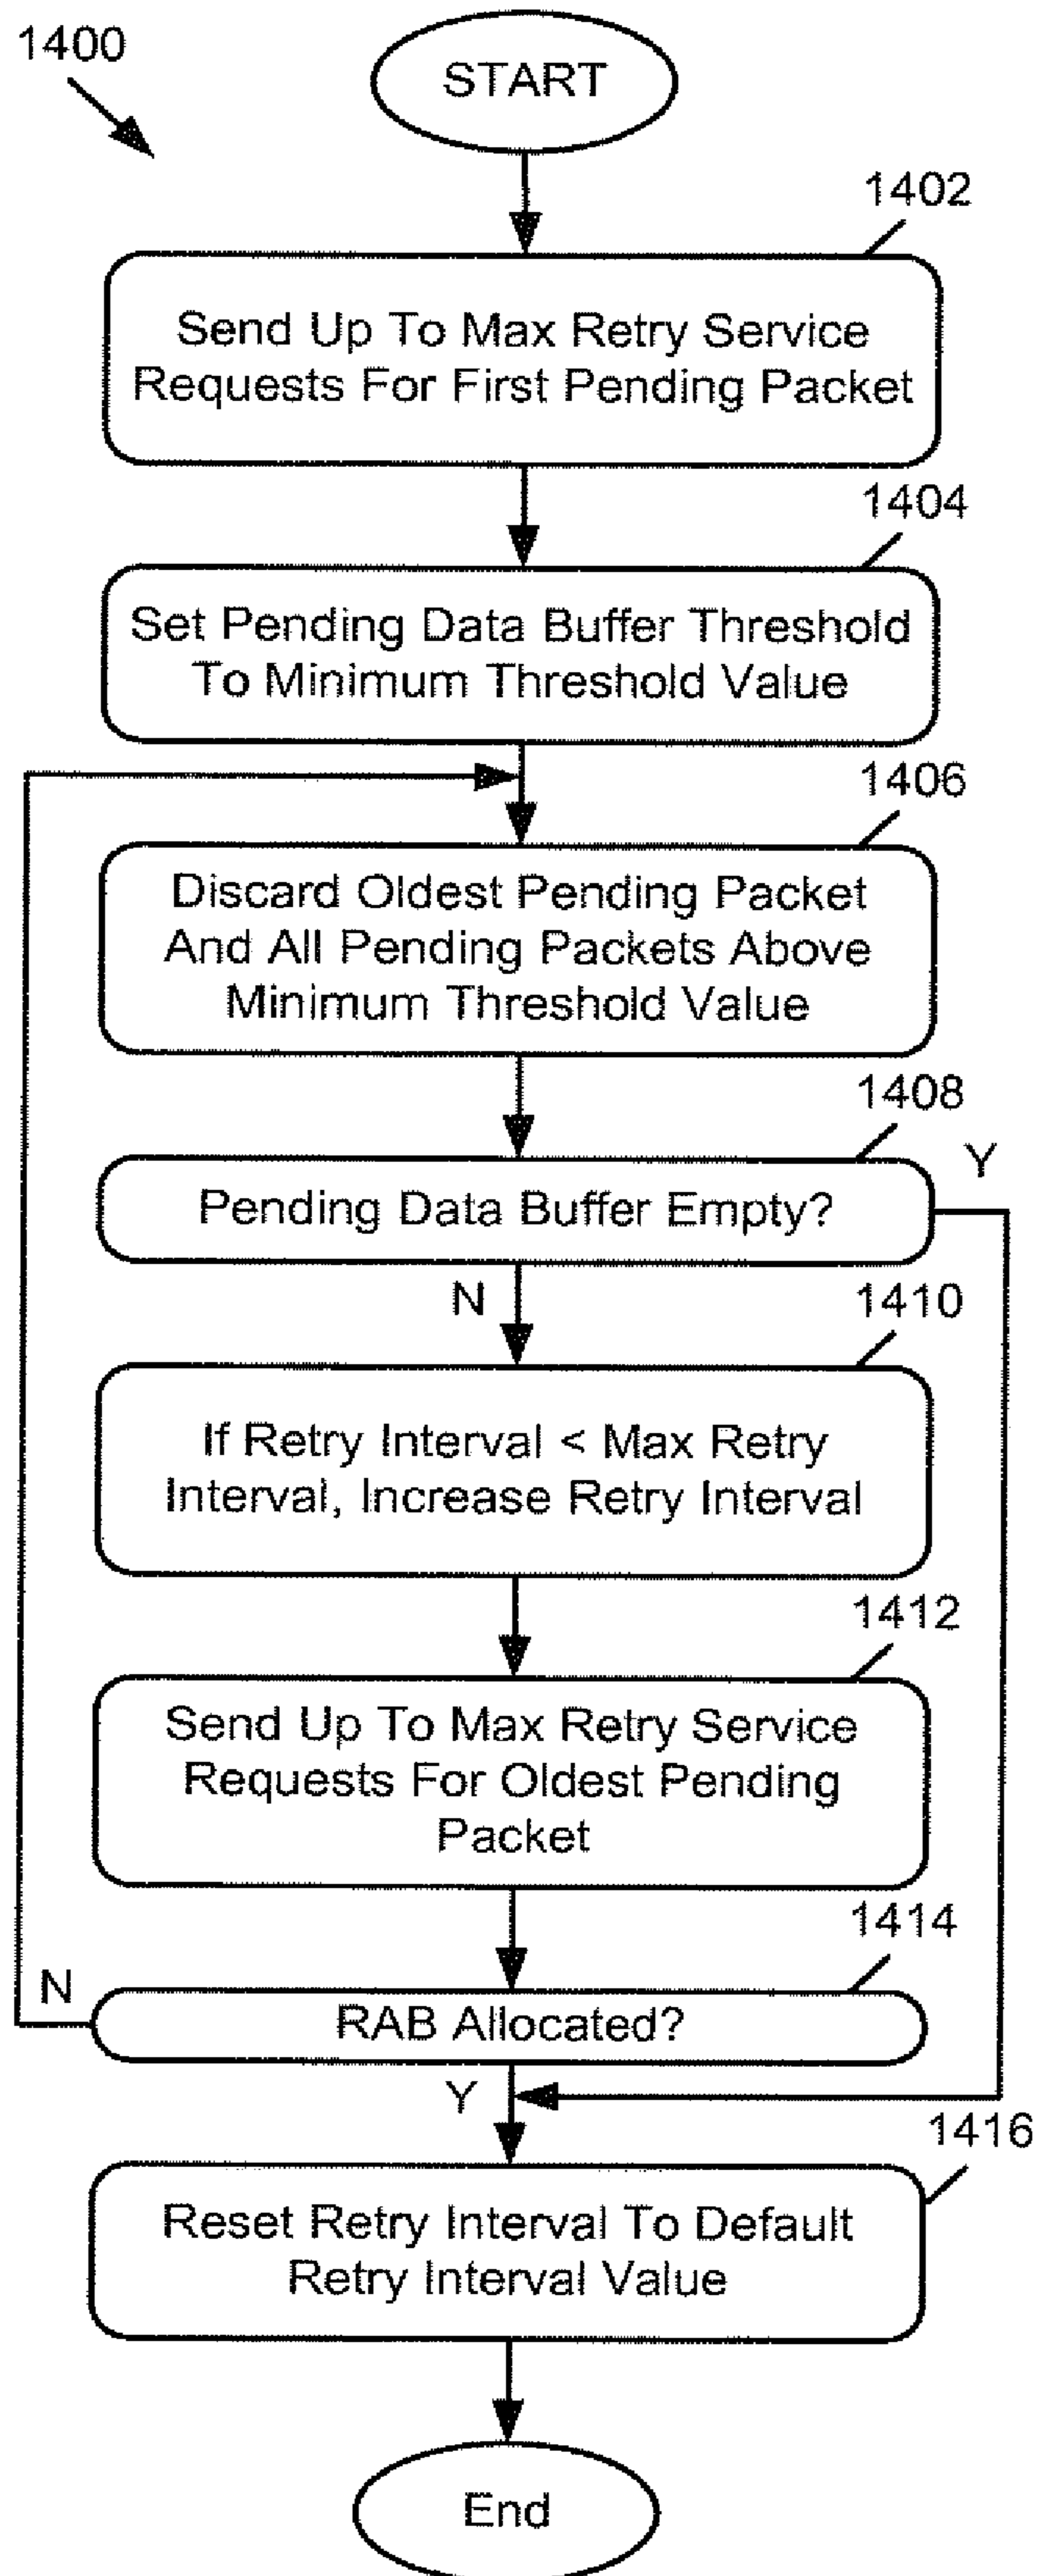 1400
START
1402
Send Up To Max Retry Service
Requests For First Pending Packet
1404
Set Pending Data Buffer Threshold
To Minimum Threshold Value
1406
Discard Oldest Pending Packet
And All Pending Packets Above
Minimum Threshold Value
1408
Y
Pending Data Buffer Empty?
N
1410
If Retry Interval < Max Retry
Interval, Increase Retry Interval
1412
Send Up To Max Retry Service
Requests For Oldest Pending
Packet
1414
N
RAB Allocated?
Y
1416
Reset Retry Interval To Default
Retry Interval Value
End